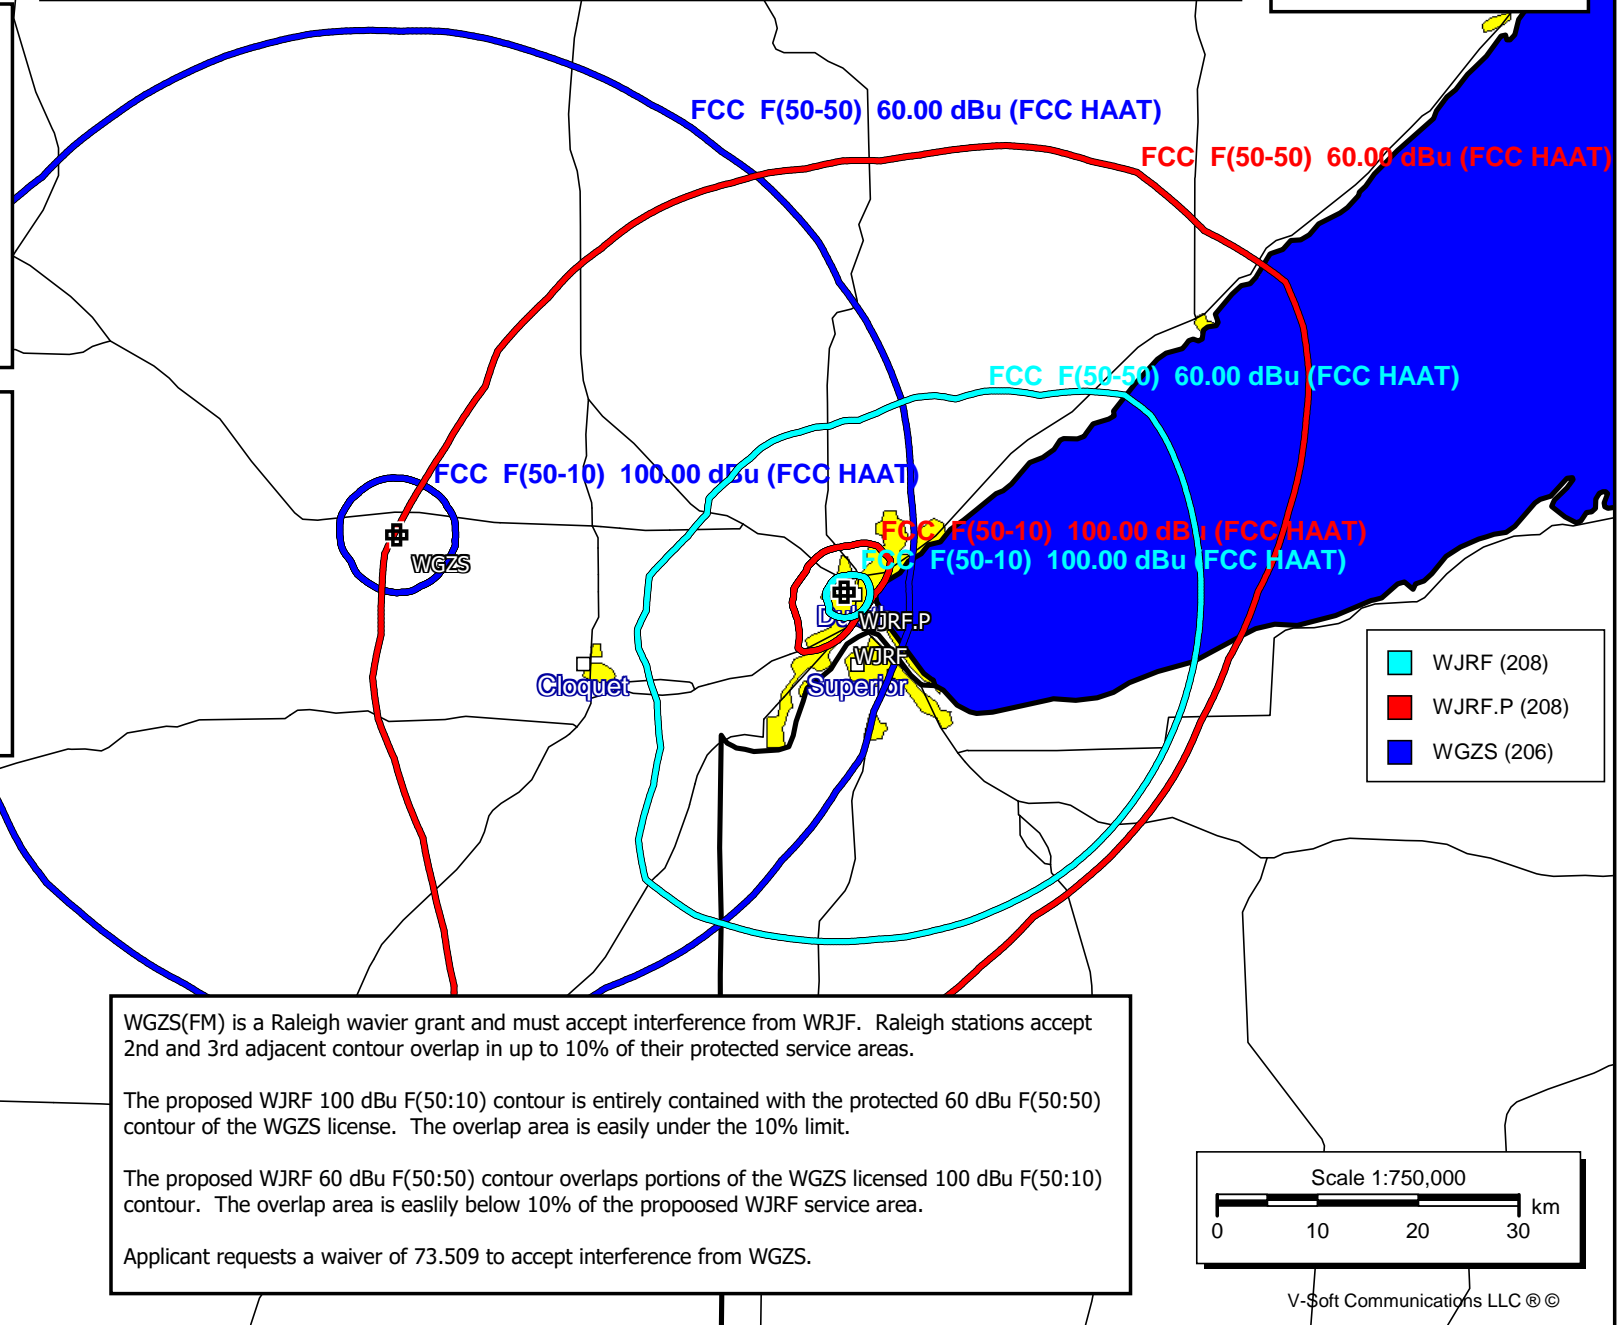 FCC F(50-50) 60.00 dBu (FCC HAAT)
FCC F(50-50) 60.00 dBu (FCC HAAT)
FCC F(50-50) 60.00 dBu (FCC HAAT)
FCC F(50-10) 100.00 dBu (FCC HAAT)
FCC F(50-10) 100.00 dBu (FCC HAAT)
FCC F(50-10) 100.00 dBu (FCC HAAT)
WGZS
WJRF.P
WJRF
Cloquet
Superior
WJRF (208)
WJRF.P (208)
WGZS (206)
WGZS(FM) is a Raleigh wavier grant and must accept interference from WRJF. Raleigh stations accept
2nd and 3rd adjacent contour overlap in up to 10% of their protected service areas.
The proposed WJRF 100 dBu F(50:10) contour is entirely contained with the protected 60 dBu F(50:50)
contour of the WGZS license. The overlap area is easily under the 10% limit.
The proposed WJRF 60 dBu F(50:50) contour overlaps portions of the WGZS licensed 100 dBu F(50:10)
contour. The overlap area is easlily below 10% of the propoosed WJRF service area.
Applicant requests a waiver of 73.509 to accept interference from WGZS.
Scale 1:750,000
km
0 10 20 30
V-Soft Communications LLC ® ©